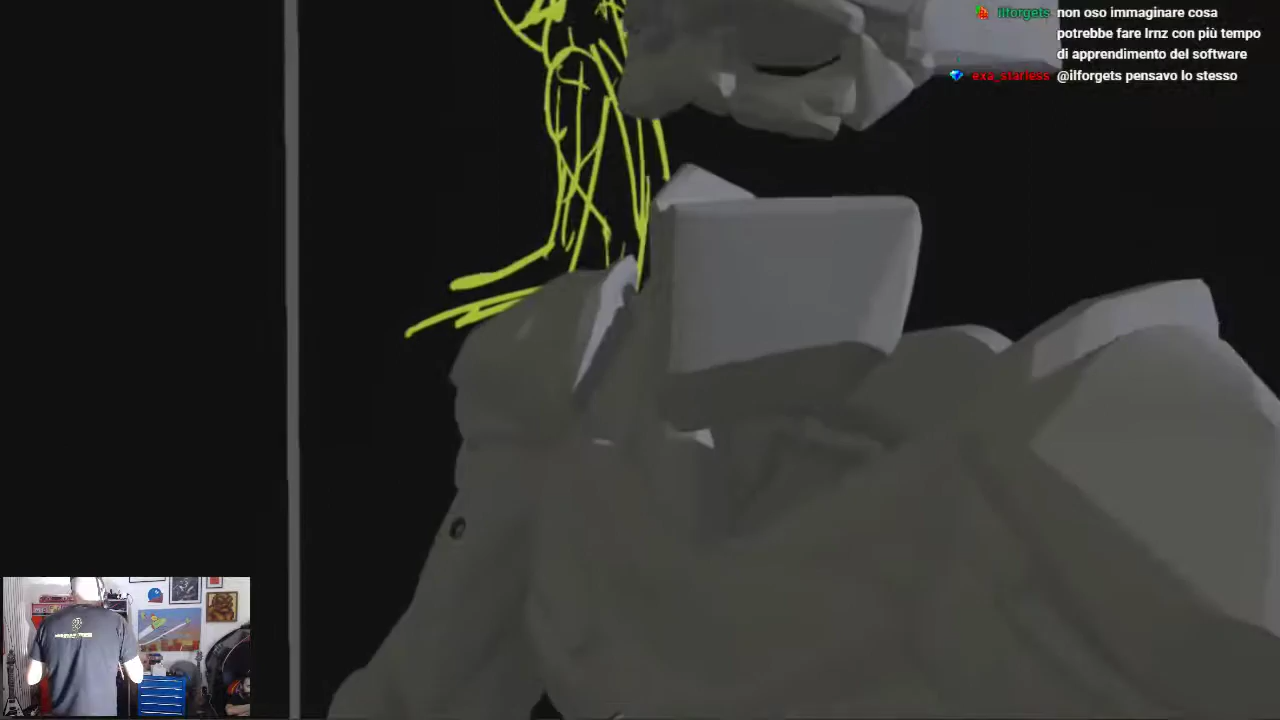 ilforgets non oso immaginare cosa
potrebbe fare lrnz con più tempo
di apprendimento del software
exa_starless @ilforgets pensavo lo stesso